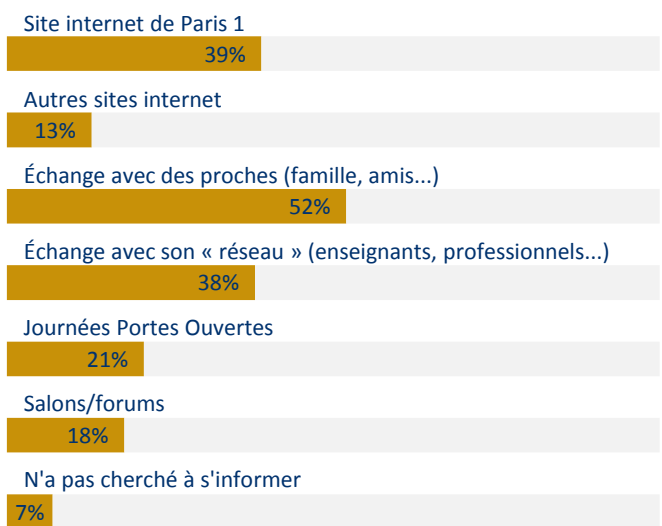 Site internet de Paris 1
39%
Autres sites internet
13%
Échange avec des proches (famille, amis...)
52%
Échange avec son « réseau » (enseignants, professionnels...)
38%
Journées Portes Ouvertes
21%
Salons/forums
18%
N'a pas cherché à s'informer
7%